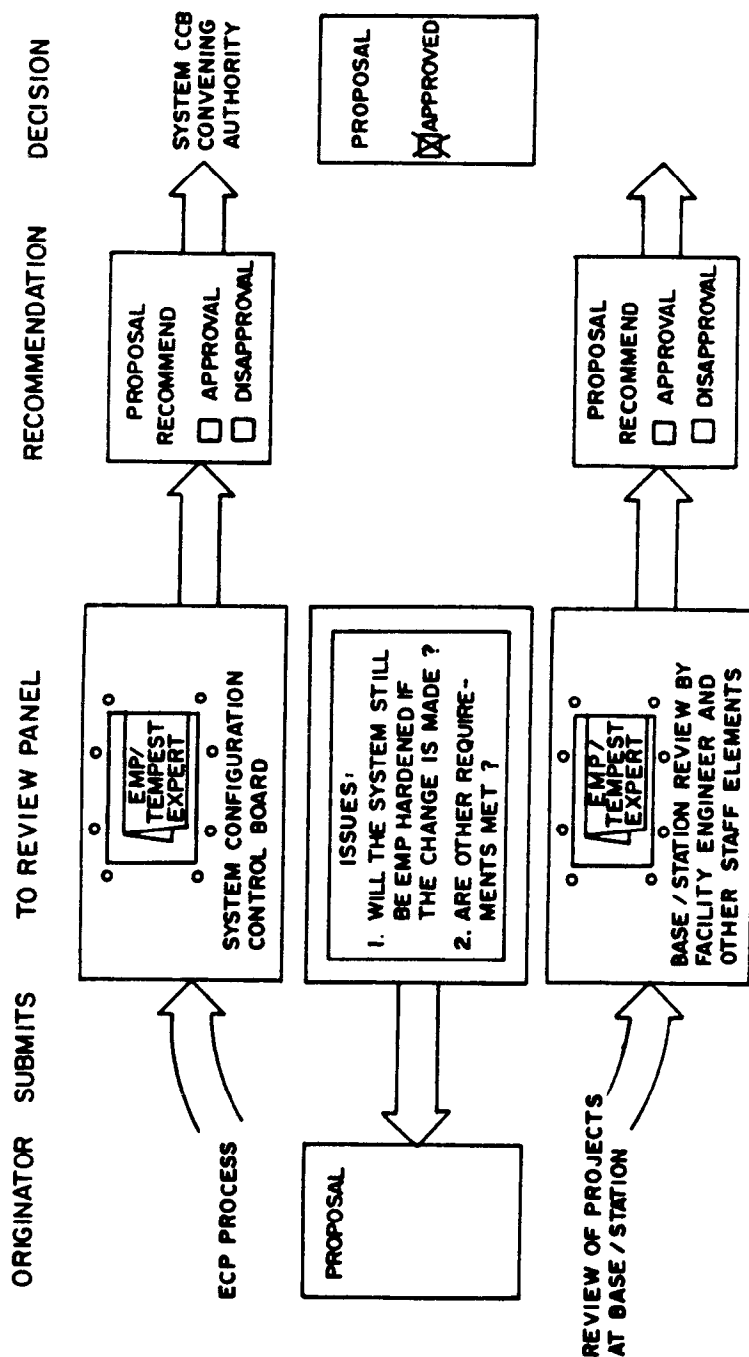 ORIGINATOR SUBMITS TO REVIEW PANEL RECOMMENDATION DECISION
ECP PROCESS
EMP/
TEMPEST
EXPERT
SYSTEM CONFIGURATION
CONTROL BOARD
PROPOSAL
RECOMMEND
APPROVAL
DISAPPROVAL
SYSTEM CCB
CONVENING
AUTHORITY
PROPOSAL
ISSUES:
1. WILL THE SYSTEM STILL
BE EMP HARDENED IF
THE CHANGE IS MADE ?
2. ARE OTHER REQUIRE-
MENTS MET ?
PROPOSAL
APPROVED
REVIEW OF PROJECTS
AT BASE/STATION
EMP/
TEMPEST
EXPERT
BASE/STATION REVIEW BY
FACILITY ENGINEER AND
OTHER STAFF ELEMENTS
PROPOSAL
RECOMMEND
APPROVAL
DISAPPROVAL